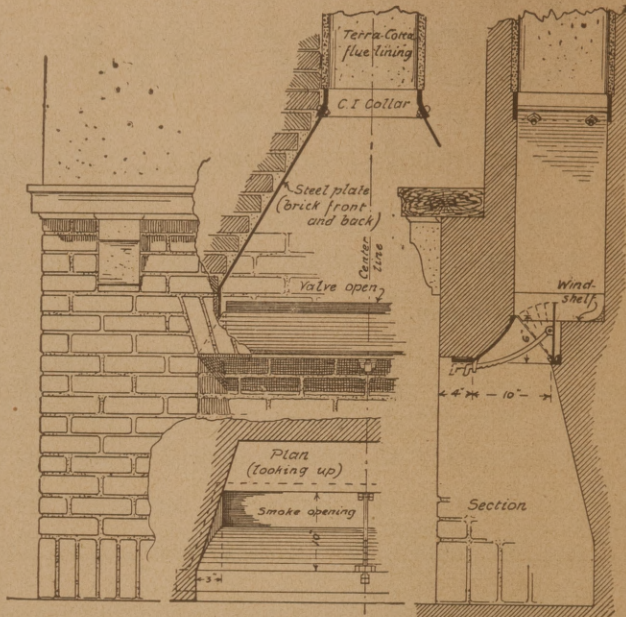 Terra-Cotta
flue lining
C.I Collar
Steel plate
(brick front
and back)
Center
line
Valve open
Wind-
shelf
6"
4"
10"
Plan
(looking up)
Smoke opening
10"
3"
Section